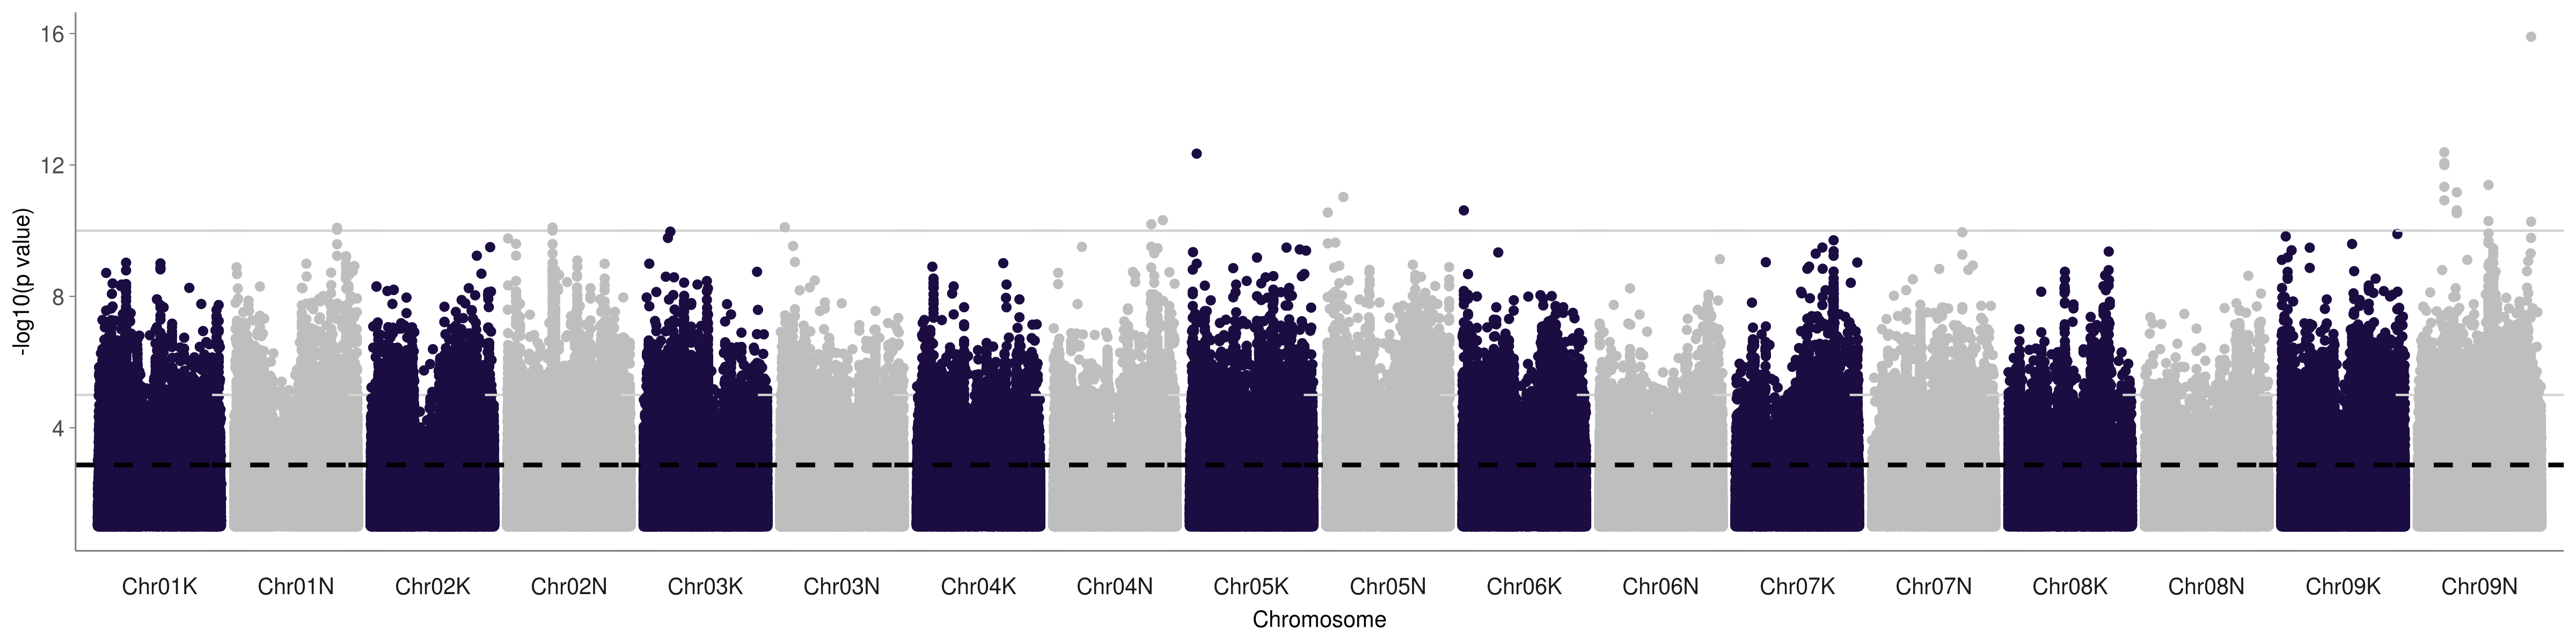 16
12
8
4
-log10(p value)
Chr01K Chr01N Chr02K Chr02N Chr03K Chr03N Chr04K Chr04N Chr05K Chr05N Chr06K Chr06N Chr07K Chr07N Chr08K Chr08N Chr09K Chr09N
Chromosome